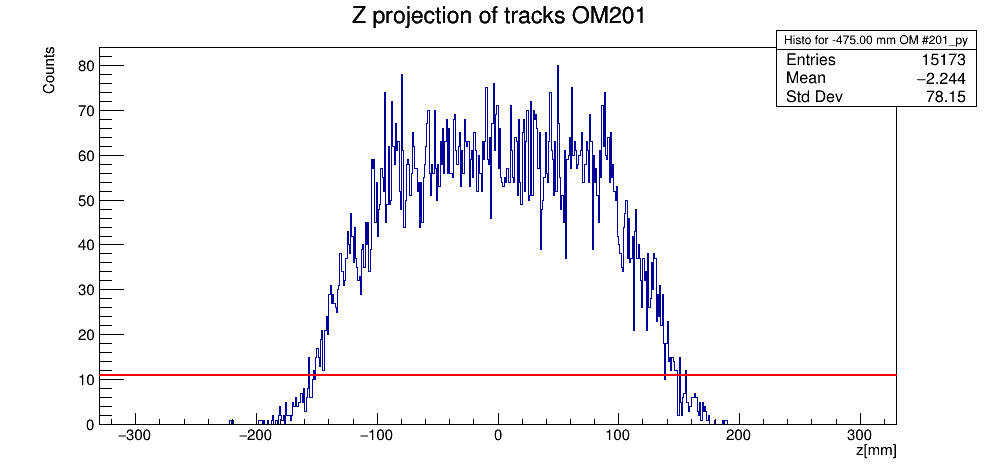 Z projection of tracks OM201
Histo for -475.00 mm OM #201_py
Entries 15173
Mean −2.244
Std Dev 78.15
Counts
80
70
60
50
40
30
20
10
0
−300 −200 −100 0 100 200 300
z[mm]